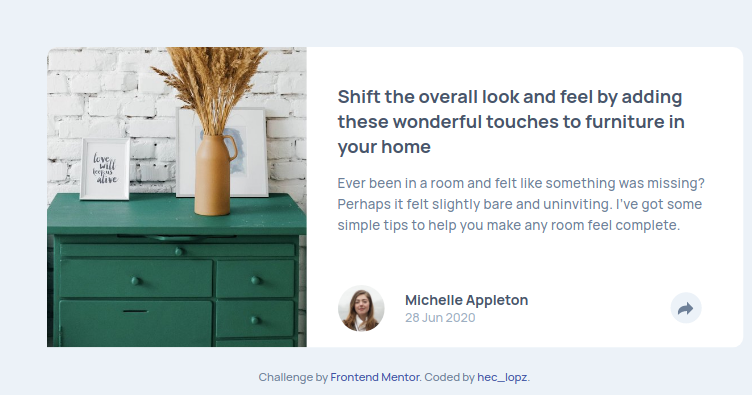 love
will
keep us
alive
Shift the overall look and feel by adding
these wonderful touches to furniture in
your home
Ever been in a room and felt like something was missing?
Perhaps it felt slightly bare and uninviting. I've got some
simple tips to help you make any room feel complete.
Michelle Appleton
28 Jun 2020
Challenge by Frontend Mentor. Coded by hec_lopz.